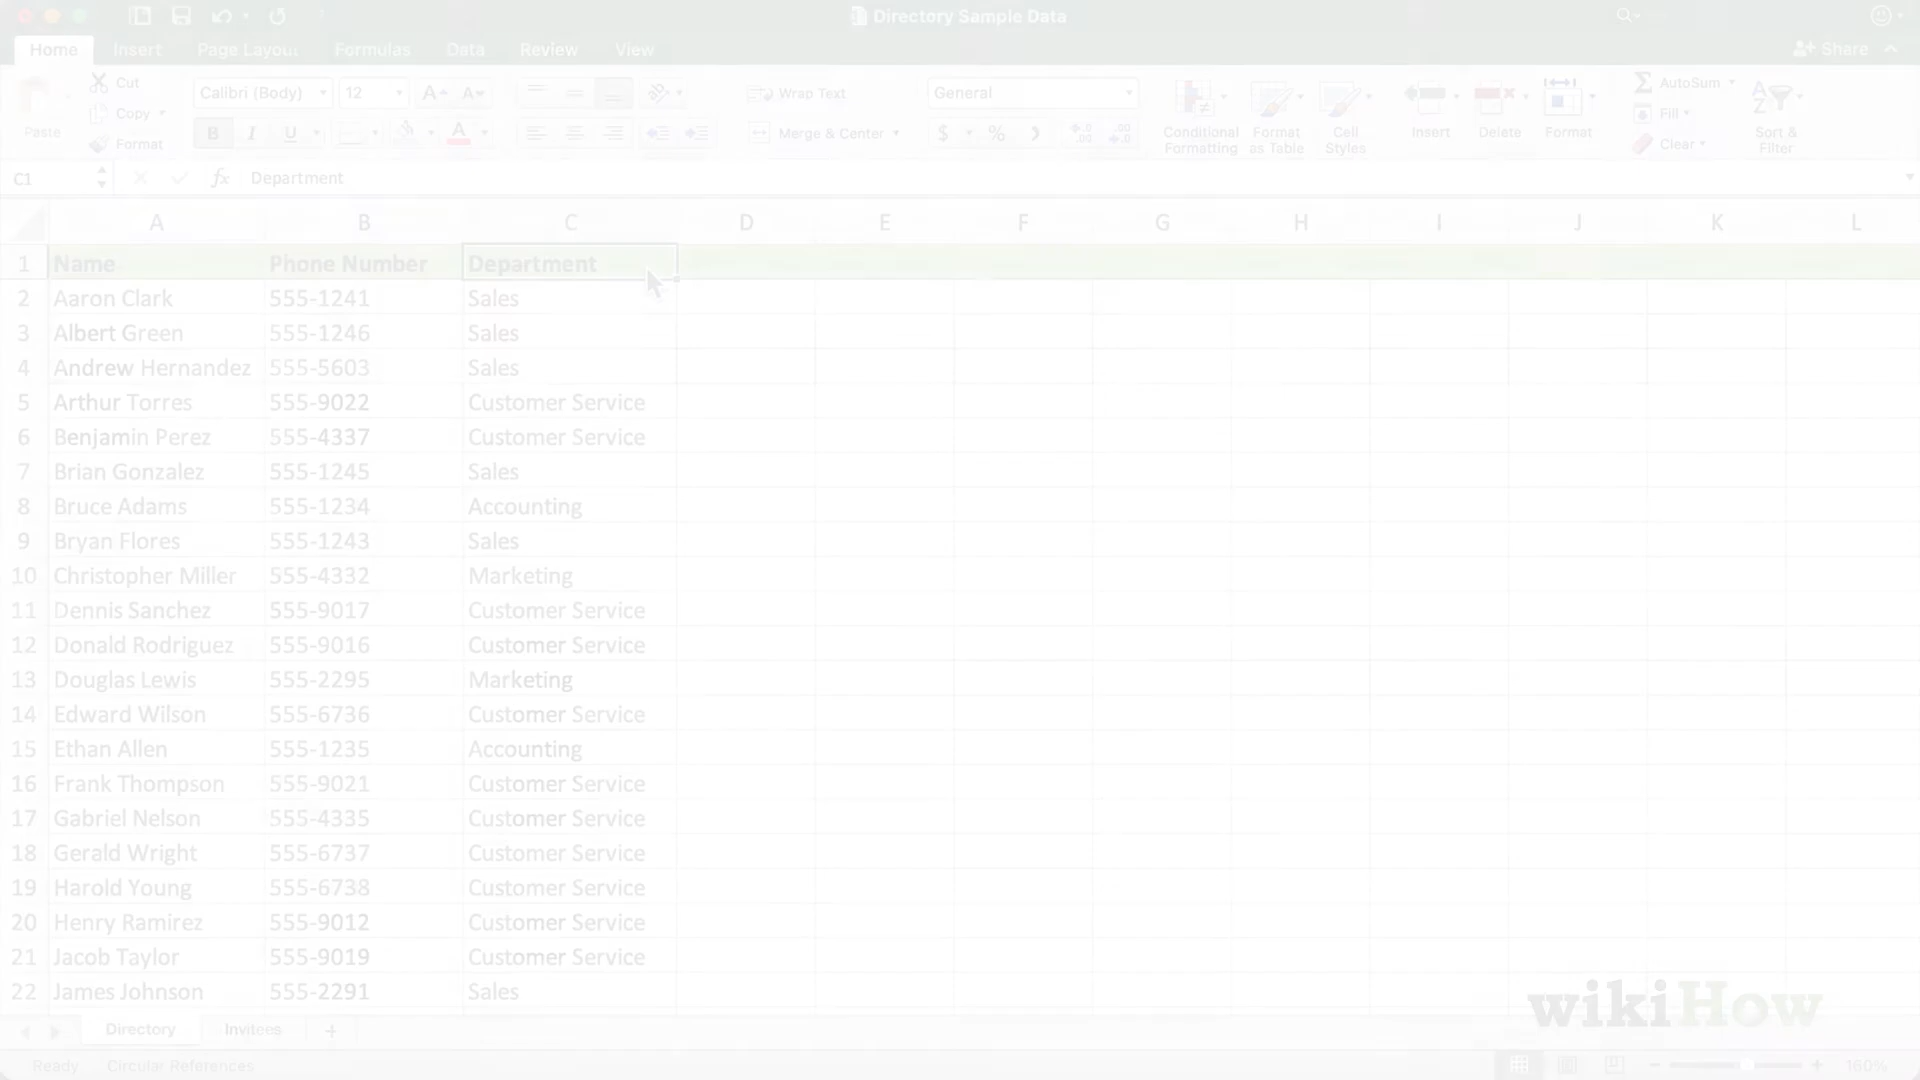 Directory Sample Data
Home Insert Page Layout Formulas Data Review View Share
Cut Calibri (Body) 12 A A Wrap Text General AutoSum
Paste Copy Conditional Formatting Format as Table Cell Styles Insert Delete Format Fill Sort & Filter
Format B I U A Merge & Center $ % Clear
C1 fx Department
A B C D E F G H I J K L
1 Name Phone Number Department
2 Aaron Clark 555-1241 Sales
3 Albert Green 555-1246 Sales
4 Andrew Hernandez 555-5603 Sales
5 Arthur Torres 555-9022 Customer Service
6 Benjamin Perez 555-4337 Customer Service
7 Brian Gonzalez 555-1245 Sales
8 Bruce Adams 555-1234 Accounting
9 Bryan Flores 555-1243 Sales
10 Christopher Miller 555-4332 Marketing
11 Dennis Sanchez 555-9017 Customer Service
12 Donald Rodriguez 555-9016 Customer Service
13 Douglas Lewis 555-2295 Marketing
14 Edward Wilson 555-6736 Customer Service
15 Ethan Allen 555-1235 Accounting
16 Frank Thompson 555-9021 Customer Service
17 Gabriel Nelson 555-4335 Customer Service
18 Gerald Wright 555-6737 Customer Service
19 Harold Young 555-6738 Customer Service
20 Henry Ramirez 555-9012 Customer Service
21 Jacob Taylor 555-9019 Customer Service
22 James Johnson 555-2291 Sales
wikiHow
Directory Invitees +
Ready Circular References 160%